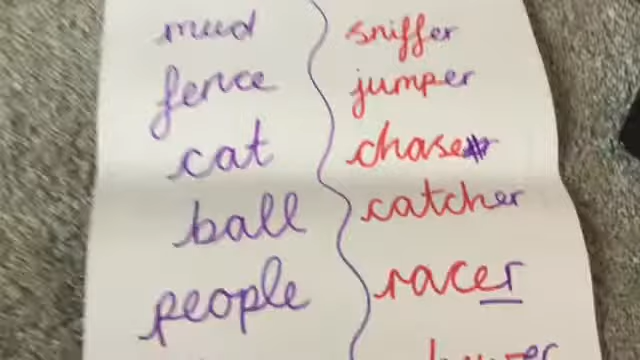 mud sniffer
fence jumper
cat chaser
ball catcher
people racer